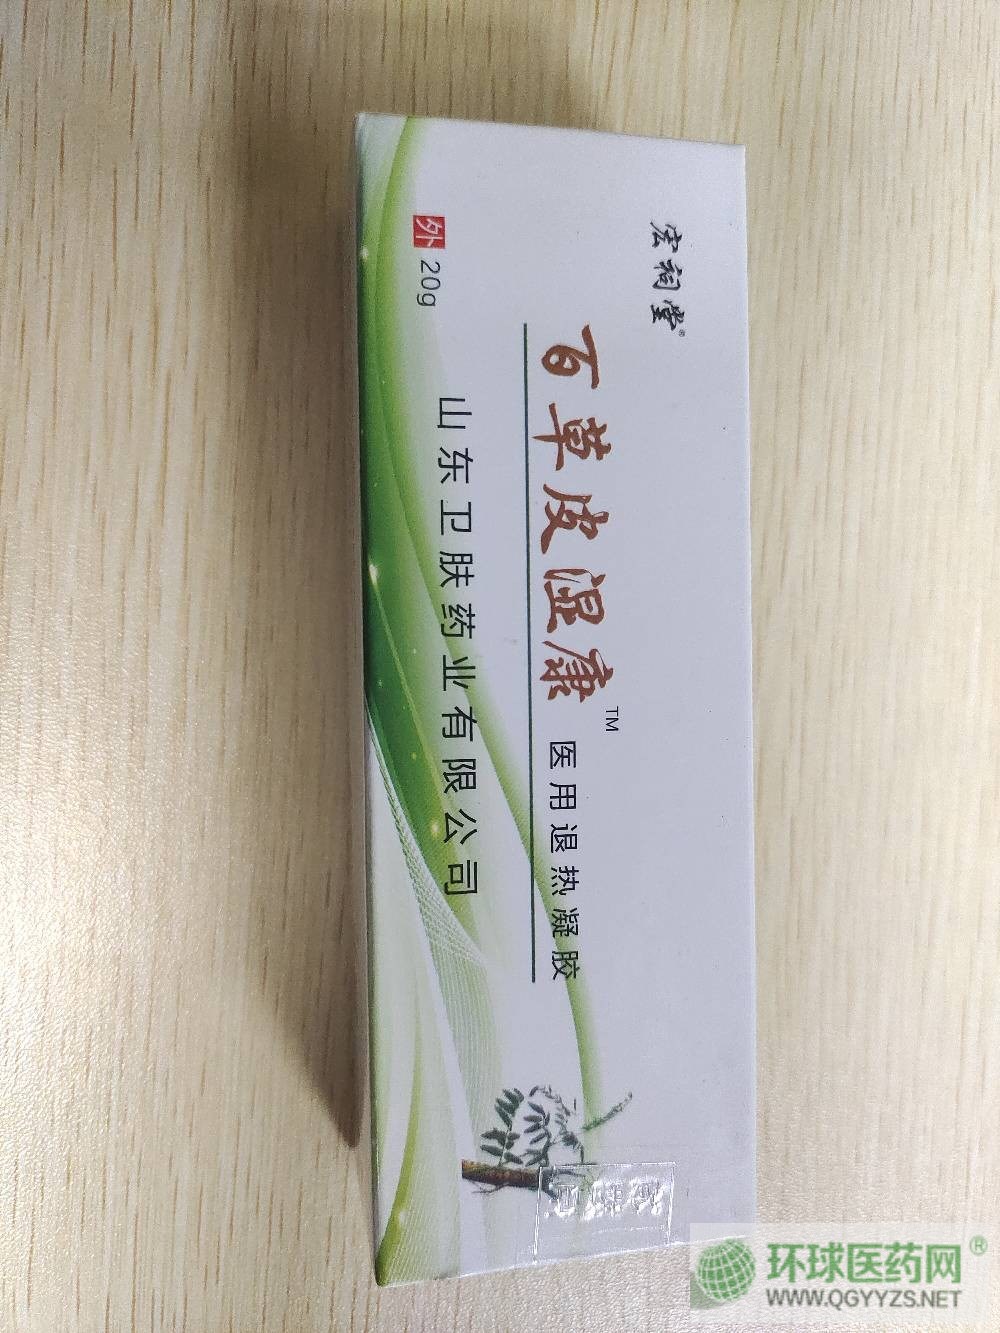 宏祠堂®
百草皮湿康™ 医用退热凝胶
山东卫肤药业有限公司
外 20g
环球医药网®
WWW.QGYYZS.NET